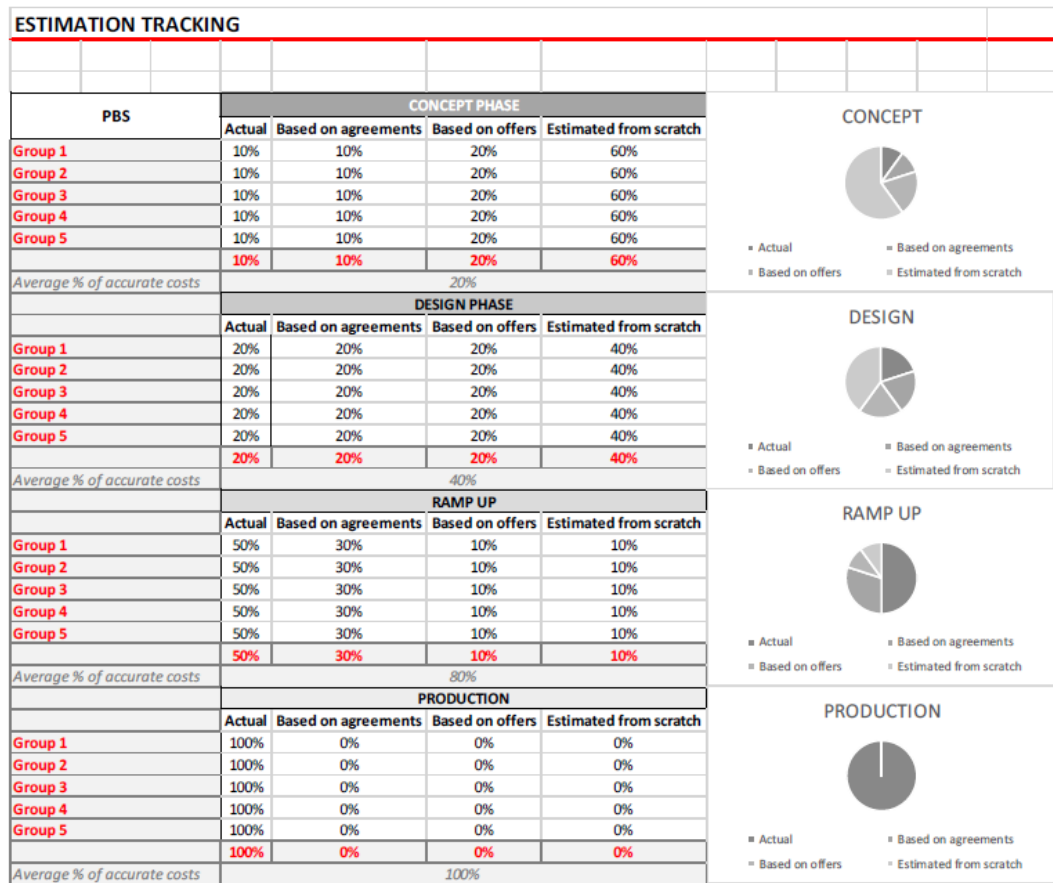 ESTIMATION TRACKING
PBS
CONCEPT PHASE
Actual Based on agreements Based on offers Estimated from scratch
Group 1 10% 10% 20% 60%
Group 2 10% 10% 20% 60%
Group 3 10% 10% 20% 60%
Group 4 10% 10% 20% 60%
Group 5 10% 10% 20% 60%
10% 10% 20% 60%
Average % of accurate costs 20%
CONCEPT
Actual Based on agreements
Based on offers Estimated from scratch
DESIGN PHASE
Actual Based on agreements Based on offers Estimated from scratch
Group 1 20% 20% 20% 40%
Group 2 20% 20% 20% 40%
Group 3 20% 20% 20% 40%
Group 4 20% 20% 20% 40%
Group 5 20% 20% 20% 40%
20% 20% 20% 40%
Average % of accurate costs 40%
DESIGN
Actual Based on agreements
Based on offers Estimated from scratch
RAMP UP
Actual Based on agreements Based on offers Estimated from scratch
Group 1 50% 30% 10% 10%
Group 2 50% 30% 10% 10%
Group 3 50% 30% 10% 10%
Group 4 50% 30% 10% 10%
Group 5 50% 30% 10% 10%
50% 30% 10% 10%
Average % of accurate costs 80%
RAMP UP
Actual Based on agreements
Based on offers Estimated from scratch
PRODUCTION
Actual Based on agreements Based on offers Estimated from scratch
Group 1 100% 0% 0% 0%
Group 2 100% 0% 0% 0%
Group 3 100% 0% 0% 0%
Group 4 100% 0% 0% 0%
Group 5 100% 0% 0% 0%
100% 0% 0% 0%
Average % of accurate costs 100%
PRODUCTION
Actual Based on agreements
Based on offers Estimated from scratch